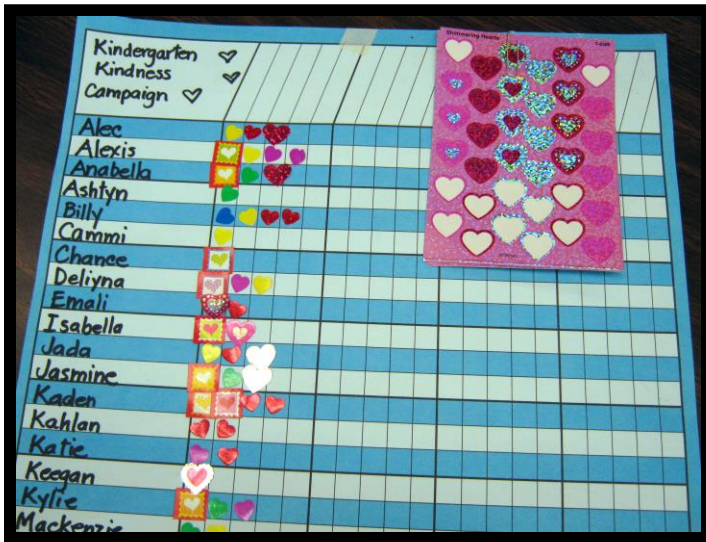 Kindergarten
Kindness
Campaign
Shimmering Hearts
Alec
Alexis
Anabella
Ashtyn
Billy
Cammi
Chance
Deliyna
Emali
Isabella
Jada
Jasmine
Kaden
Kahlan
Katie
Keegan
Kylie
Mackenzie